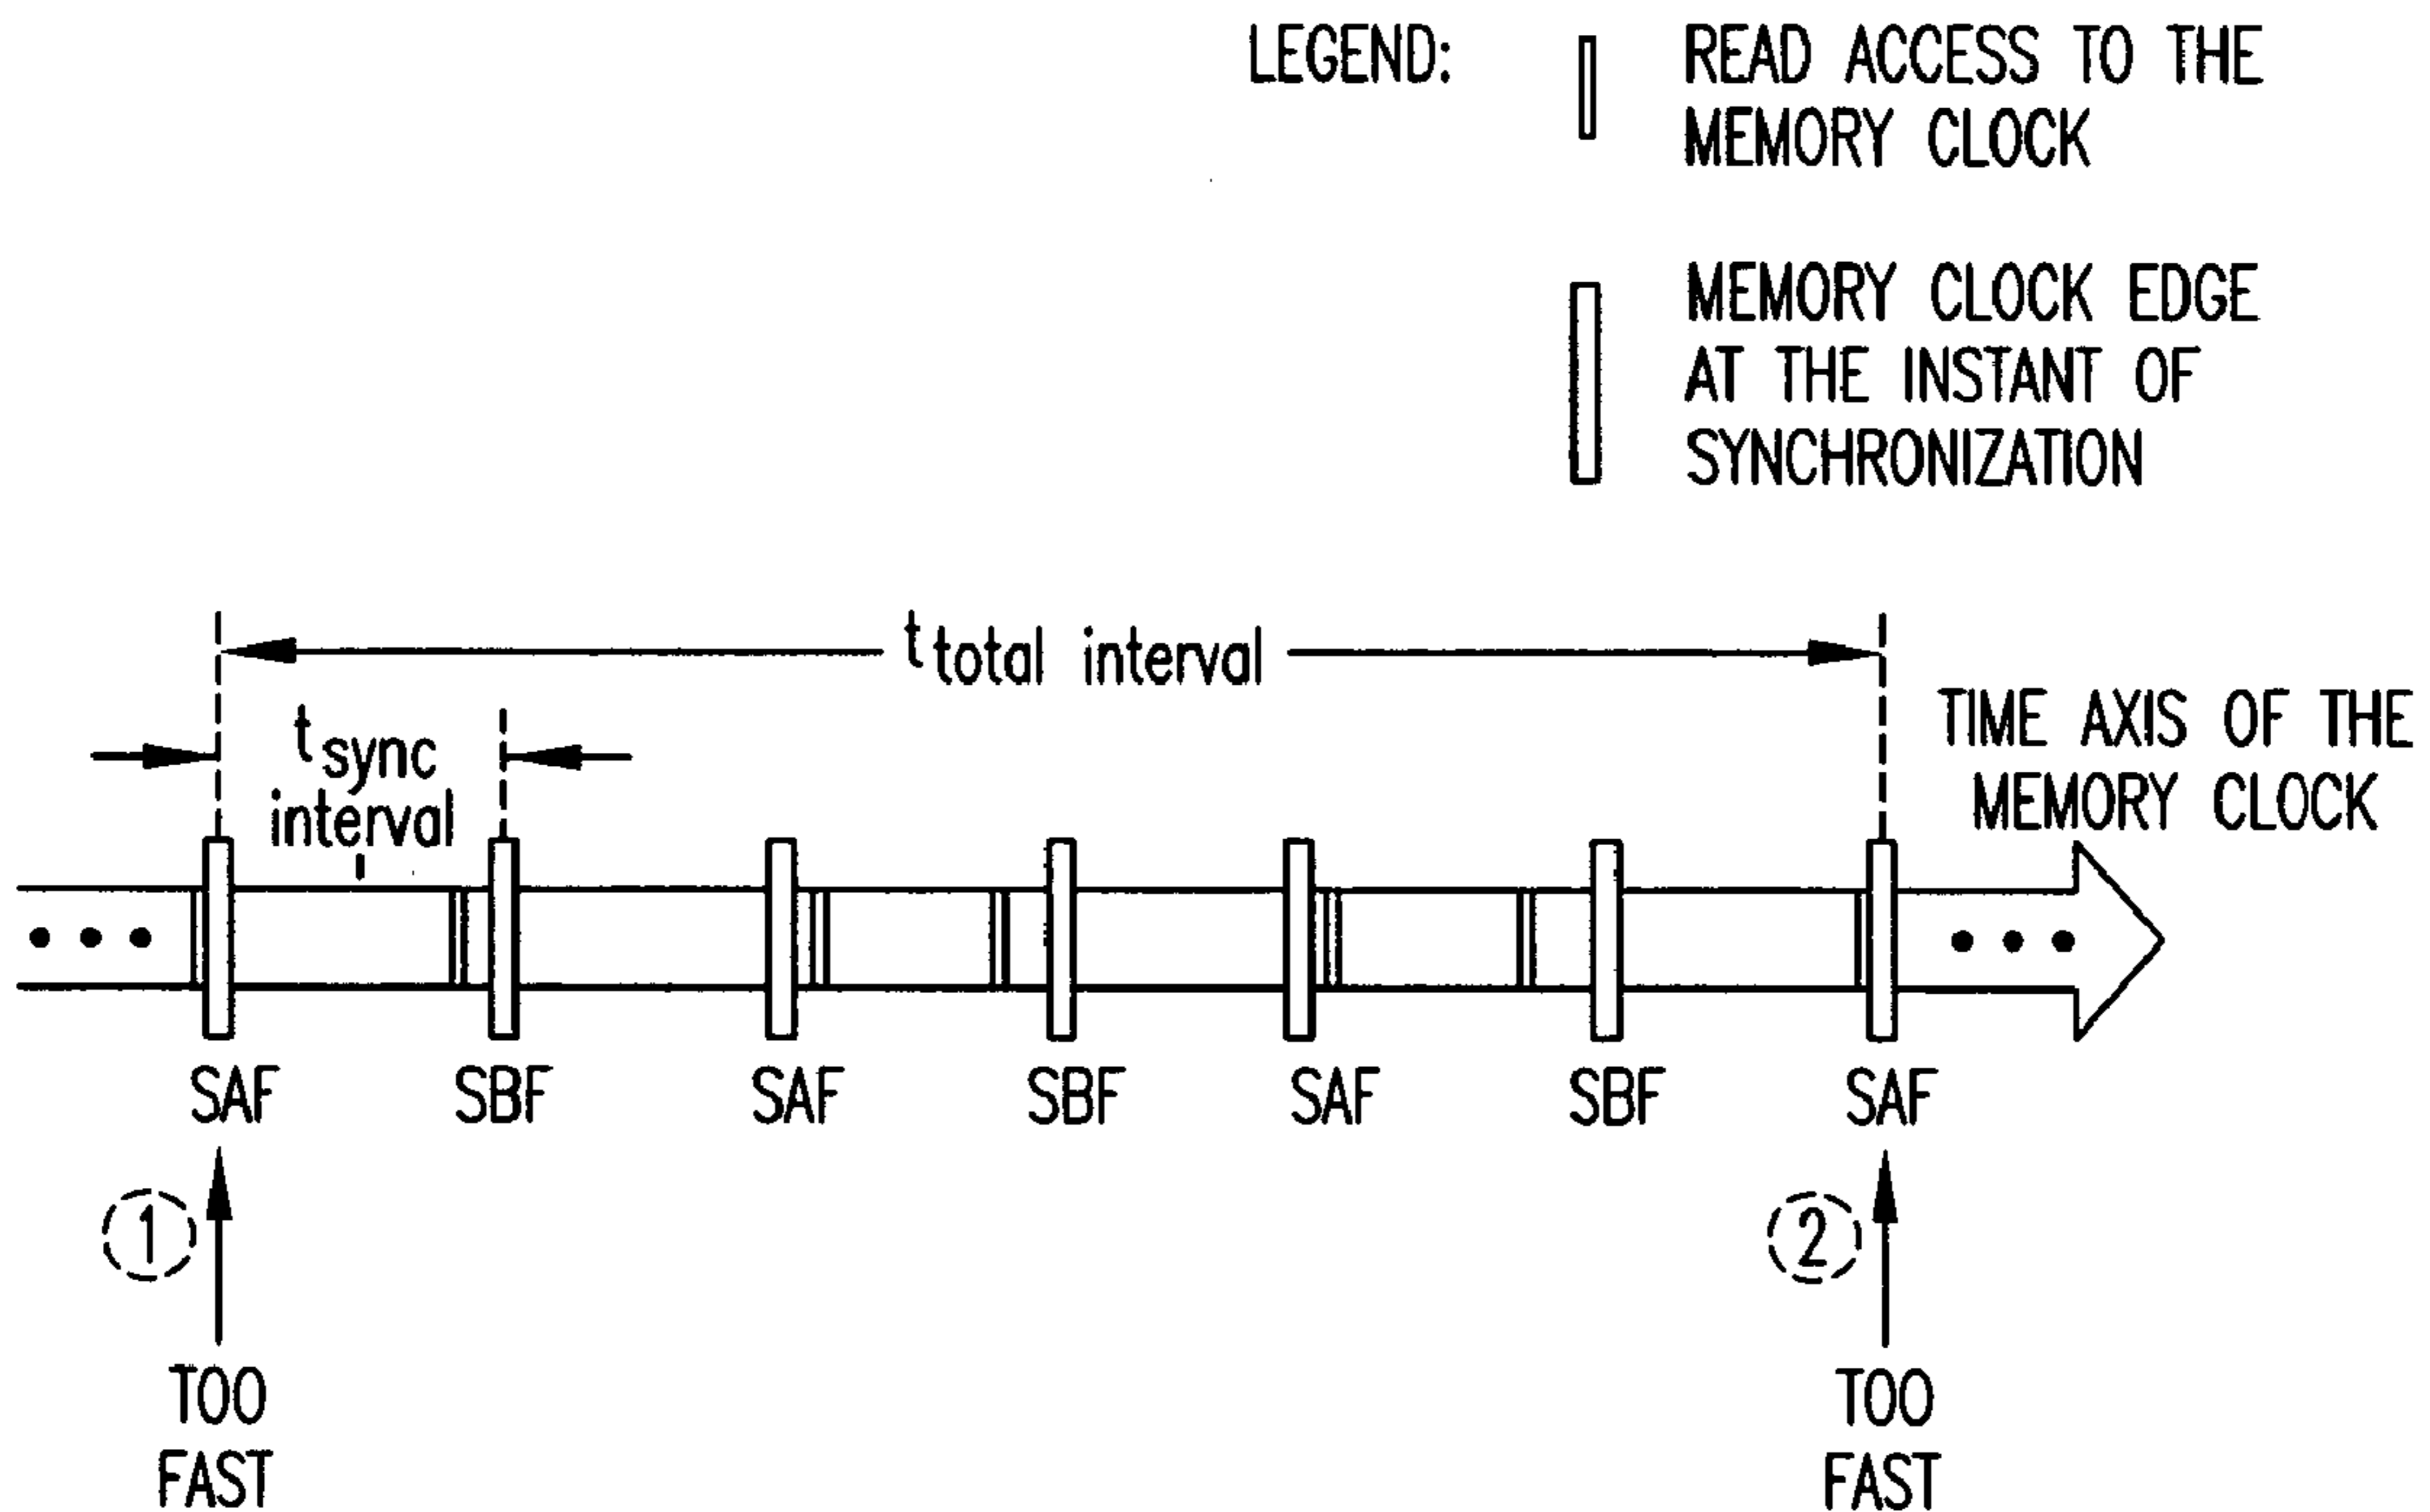 LEGEND:
READ ACCESS TO THE
MEMORY CLOCK
MEMORY CLOCK EDGE
AT THE INSTANT OF
SYNCHRONIZATION
t total interval
t sync
interval
TIME AXIS OF THE
MEMORY CLOCK
SAF SBF SAF SBF SAF SBF SAF
1 2
TOO TOO
FAST FAST